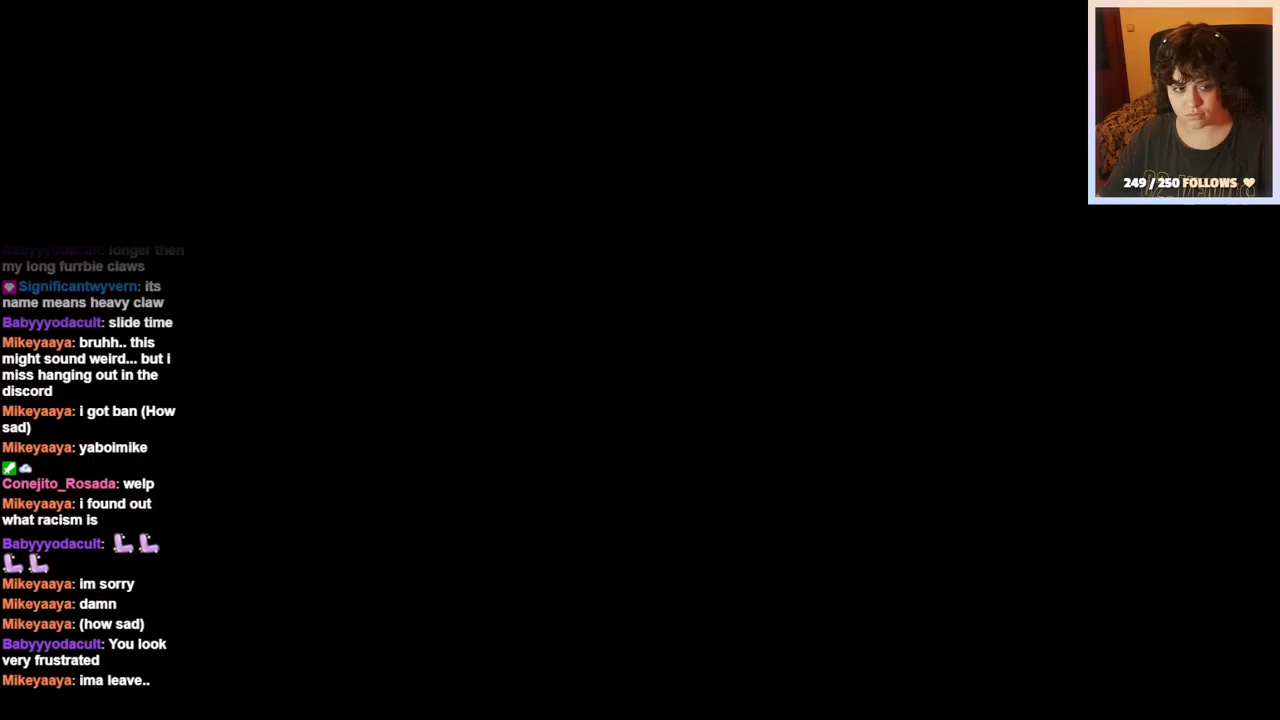 Babyyyodacult: longer then
my long furrbie claws
Significantwyvern: its
name means heavy claw
Babyyyodacult: slide time
Mikeyaaya: bruhh.. this
might sound weird... but i
miss hanging out in the
discord
Mikeyaaya: i got ban (How
sad)
Mikeyaaya: yaboimike
Conejito_Rosada: welp
Mikeyaaya: i found out
what racism is
Babyyyodacult:
Mikeyaaya: im sorry
Mikeyaaya: damn
Mikeyaaya: (how sad)
Babyyyodacult: You look
very frustrated
Mikeyaaya: ima leave..
249 / 250 FOLLOWS